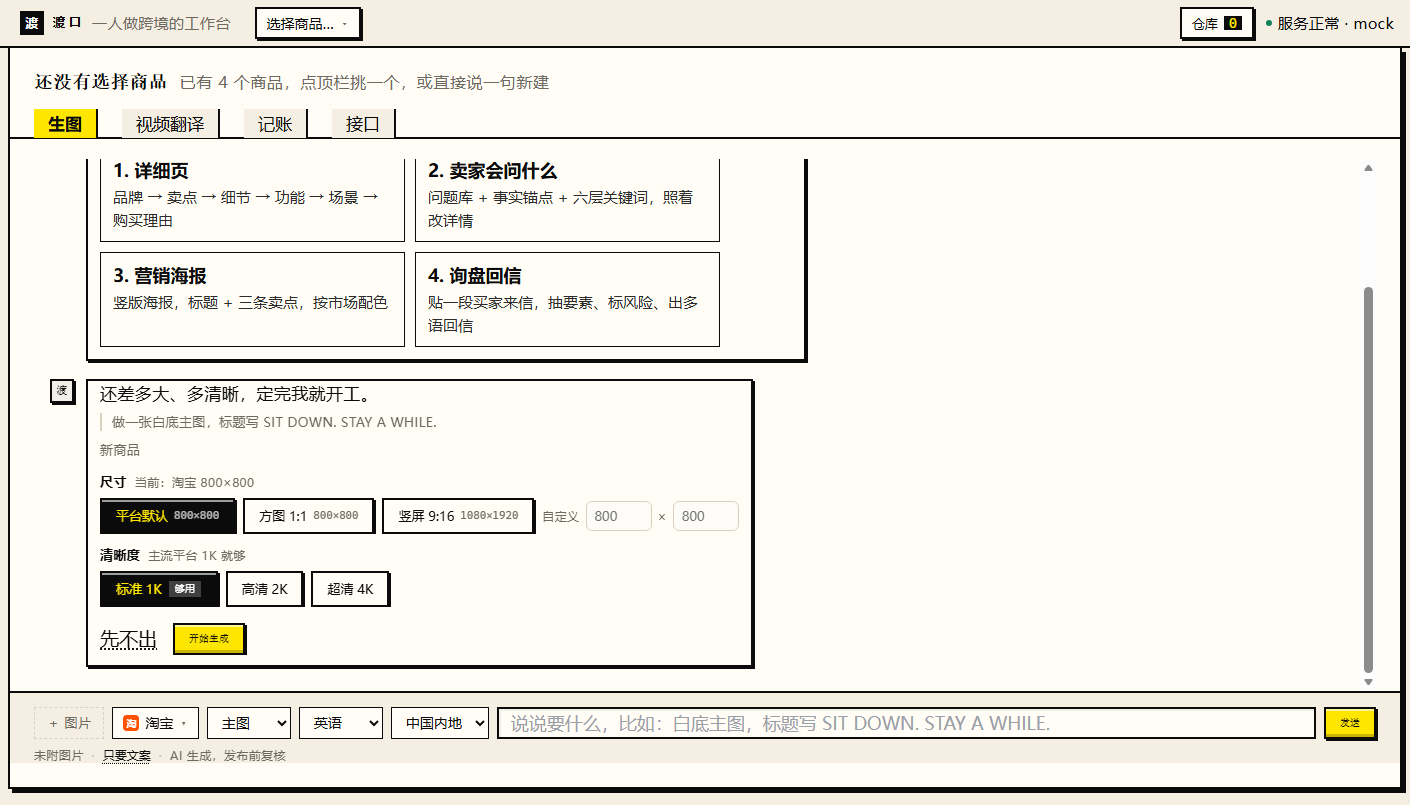 渡 渡口 一人做跨境的工作台 选择商品... 仓库 0 服务正常 · mock
还没有选择商品 已有 4 个商品，点顶栏挑一个，或直接说一句新建
生图 视频翻译 记账 接口
1. 详细页
品牌 → 卖点 → 细节 → 功能 → 场景 →
购买理由
2. 卖家会问什么
问题库 + 事实锚点 + 六层关键词，照着
改详情
3. 营销海报
竖版海报，标题 + 三条卖点，按市场配色
4. 询盘回信
贴一段买家来信，抽要素、标风险、出多
语回信
渡
还差多大、多清晰，定完我就开工。
做一张白底主图，标题写 SIT DOWN. STAY A WHILE.
新商品
尺寸 当前：淘宝 800×800
平台默认 800×800 方图 1:1 800×800 竖屏 9:16 1080×1920 自定义 800 × 800
清晰度 主流平台 1K 就够
标准 1K 够用 高清 2K 超清 4K
先不出 开始生成
+ 图片 淘 淘宝 主图 英语 中国内地 说说要什么，比如：白底主图，标题写 SIT DOWN. STAY A WHILE. 发送
未附图片 · 只要文案 · AI 生成，发布前复核